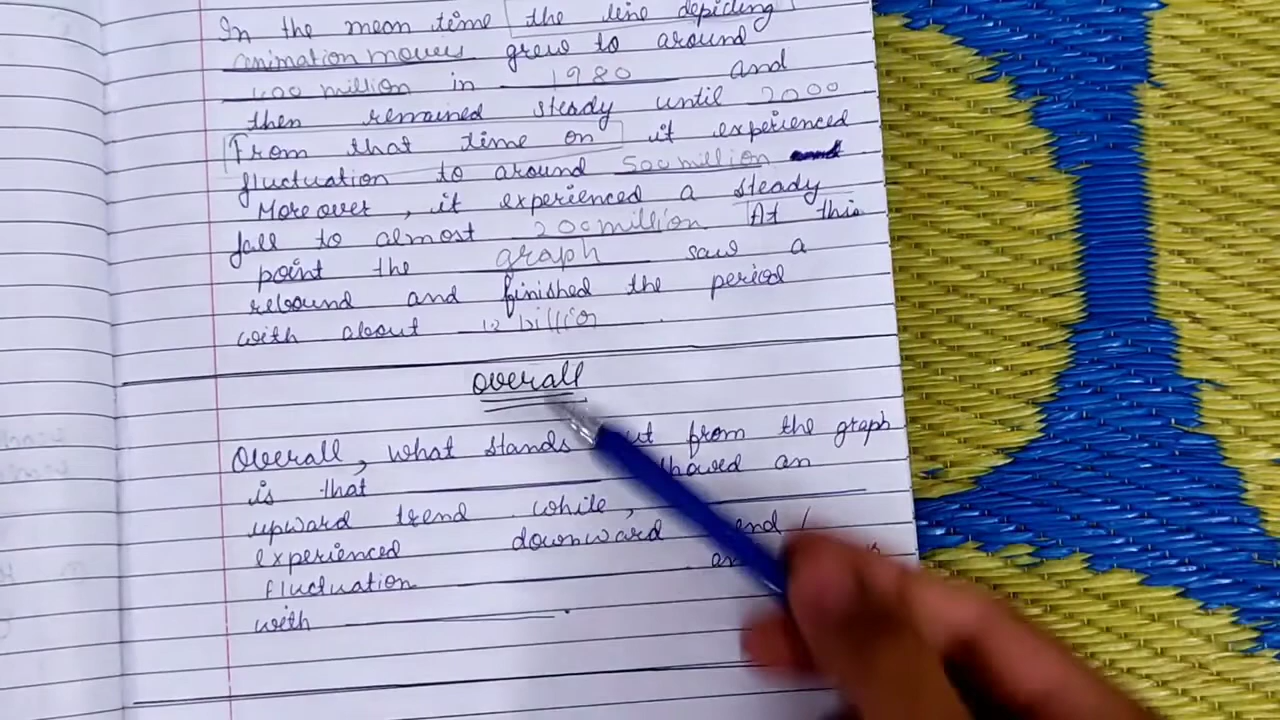 In the mean time the line depicting
animation movies grew to around
400 million in 1980 and
then remained steady until 2000
From that time on it experienced
fluctuation to around 500 million
Moreover, it experienced a steady
fall to almost 200 million At this
point the graph saw a
rebound and finished the period
with about billion.
overall
Overall, what stands from the graph
is that showed an
upward trend while,
experienced downward
fluctuation
with .